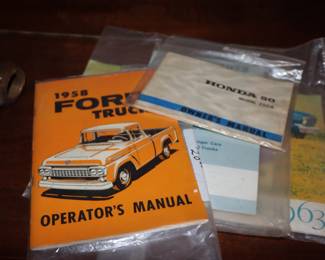 1958
FORD
TRUCK
OPERATOR'S MANUAL
HONDA 50
OWNER'S MANUAL
63